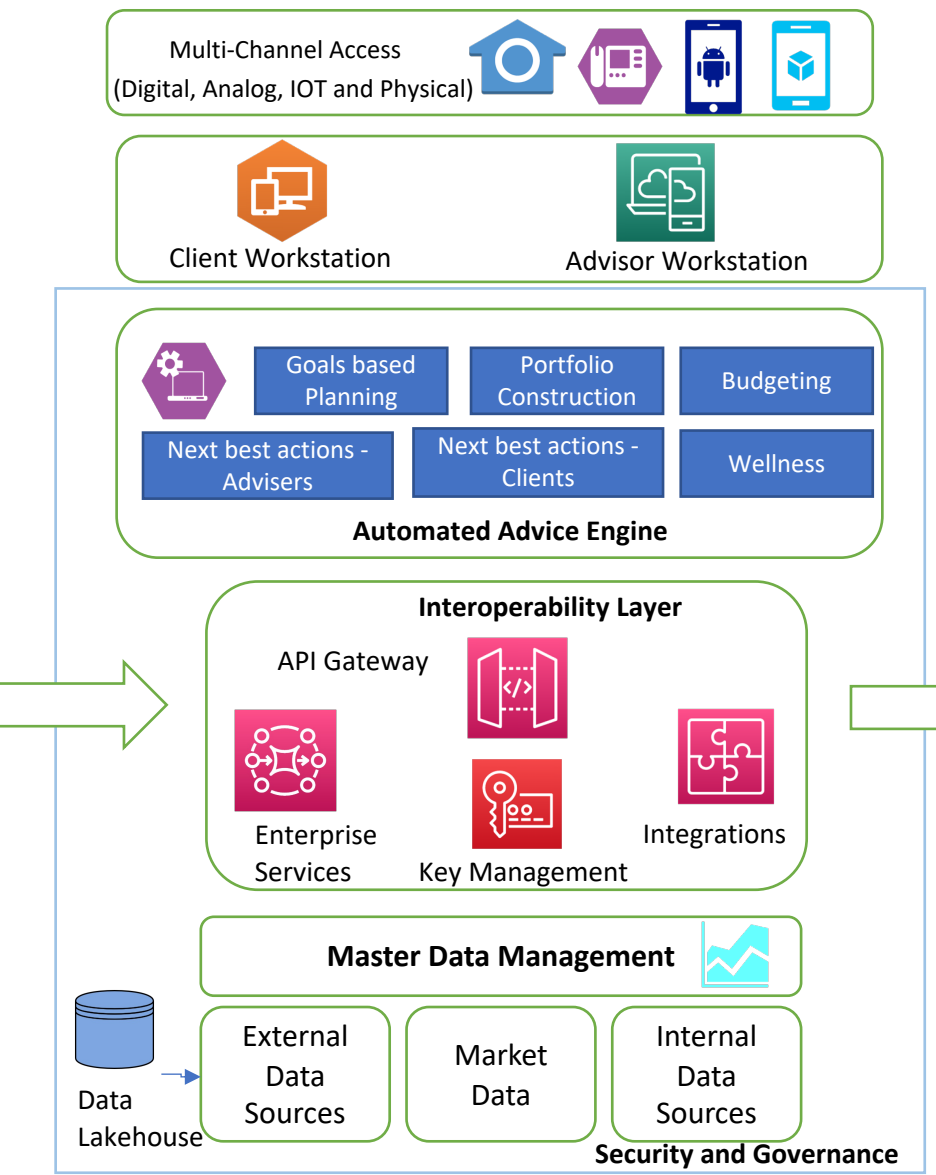 Multi-Channel Access
(Digital, Analog, IOT and Physical)
Client Workstation
Advisor Workstation
Goals based
Planning
Portfolio
Construction
Budgeting
Next best actions -
Advisers
Next best actions -
Clients
Wellness
Automated Advice Engine
Interoperability Layer
API Gateway
</>
Enterprise
Services
Key Management
Integrations
Master Data Management
Data
Lakehouse
External
Data
Sources
Market
Data
Internal
Data
Sources
Security and Governance